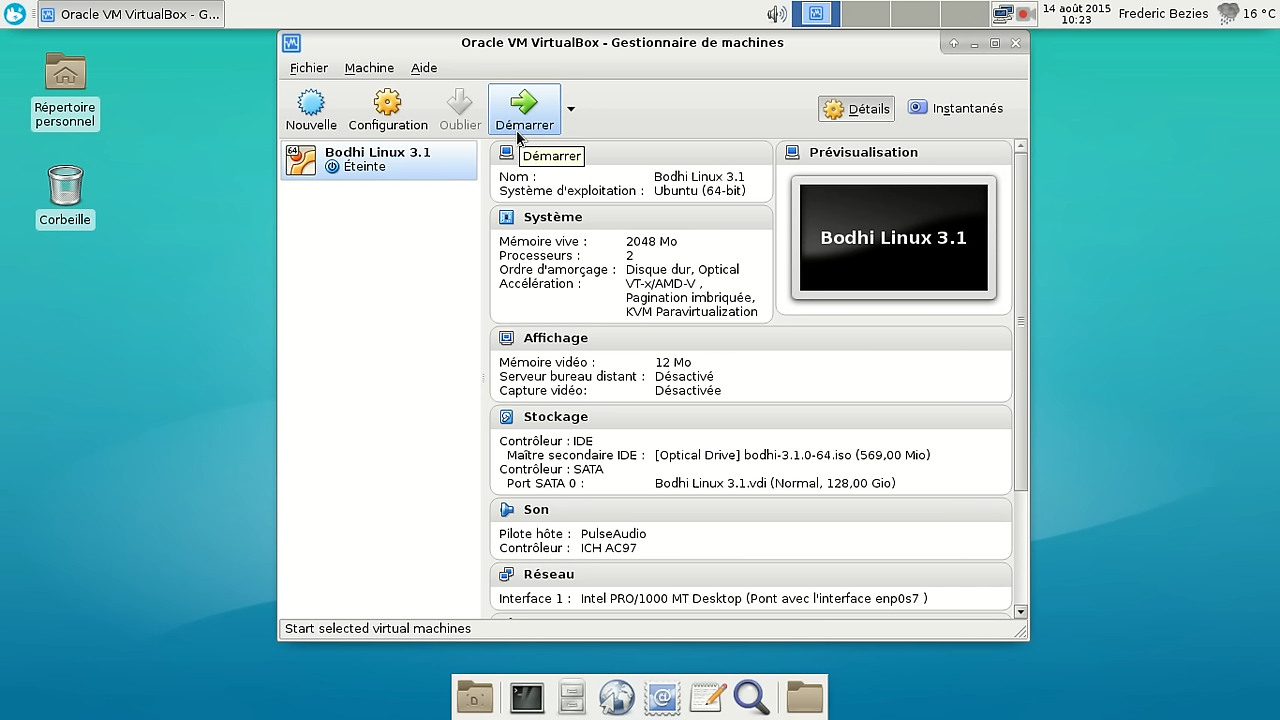 Oracle VM VirtualBox - G...
14 août 2015
10:23
Frederic Bezies
16 °C
Répertoire
personnel
Corbeille
Oracle VM VirtualBox - Gestionnaire de machines
Fichier Machine Aide
Nouvelle Configuration Oublier Démarrer
Détails Instantanés
64
Bodhi Linux 3.1
Éteinte
Démarrer
Nom : Bodhi Linux 3.1
Système d'exploitation : Ubuntu (64-bit)
Système
Mémoire vive : 2048 Mo
Processeurs : 2
Ordre d'amorçage : Disque dur, Optical
Accélération : VT-x/AMD-V ,
Pagination imbriquée,
KVM Paravirtualization
Prévisualisation
Bodhi Linux 3.1
Affichage
Mémoire vidéo : 12 Mo
Serveur bureau distant : Désactivé
Capture vidéo: Désactivée
Stockage
Contrôleur : IDE
Maître secondaire IDE : [Optical Drive] bodhi-3.1.0-64.iso (569,00 Mio)
Contrôleur : SATA
Port SATA 0 : Bodhi Linux 3.1.vdi (Normal, 128,00 Gio)
Son
Pilote hôte : PulseAudio
Contrôleur : ICH AC97
Réseau
Interface 1 : Intel PRO/1000 MT Desktop (Pont avec l'interface enp0s7 )
Start selected virtual machines